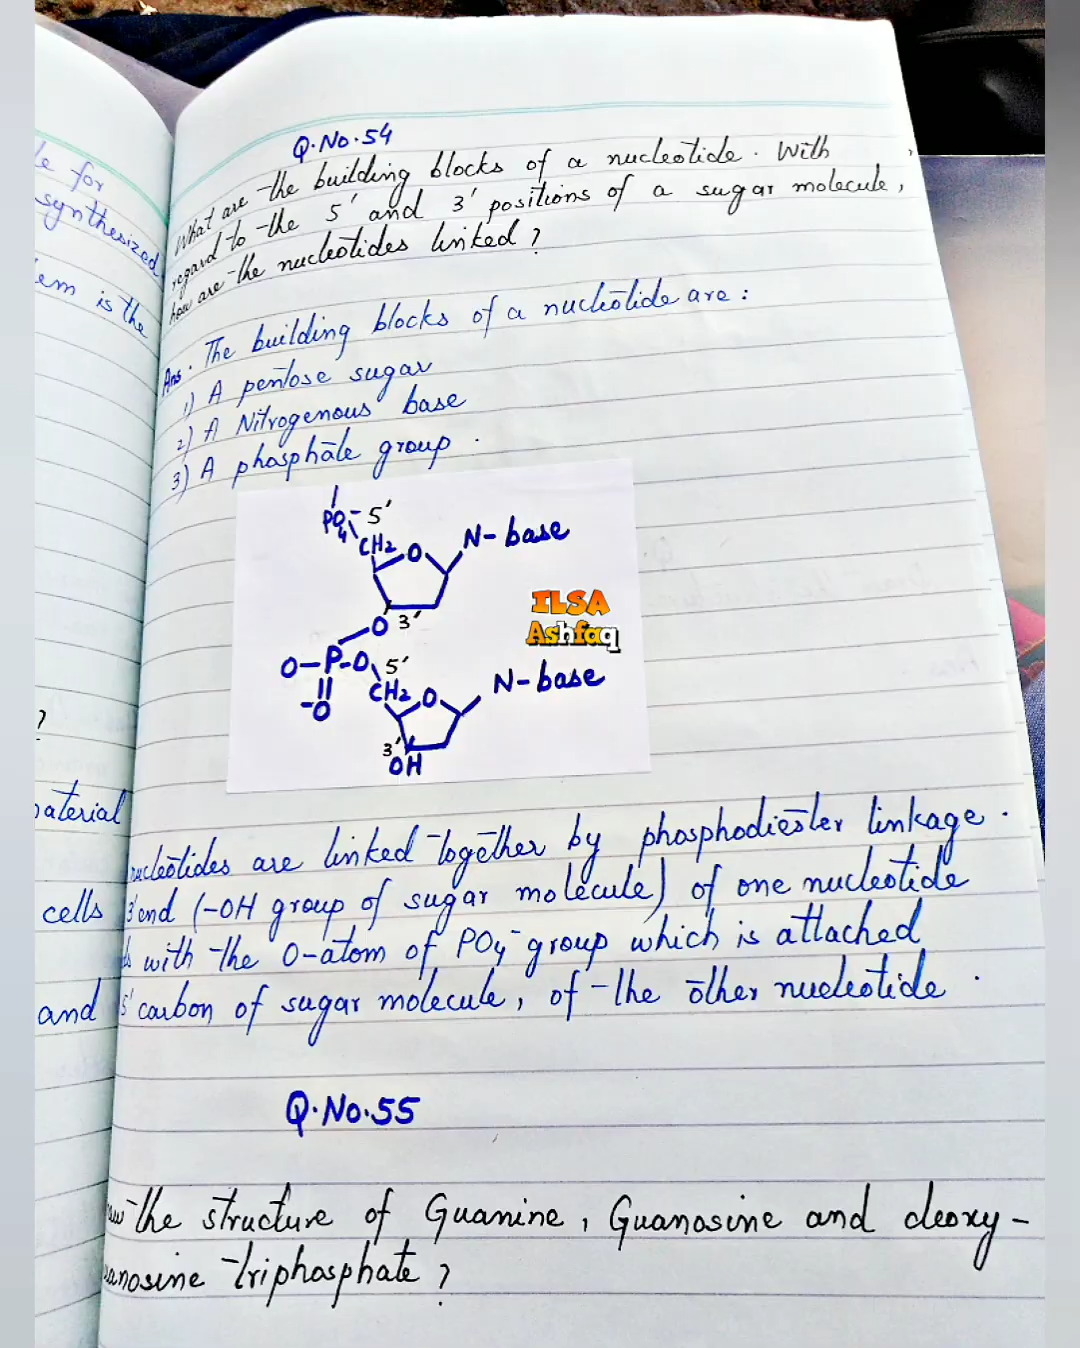 le for
synthesized
em is the
?
material
cells
and
Q.No.54
What are the building blocks of a nucleotide. With
regard to the 5' and 3' positions of a sugar molecule,
how are the nucleotides linked?
Ans. The building blocks of a nucleotide are:
1) A pentose sugar
2) A Nitrogenous base
3) A phosphate group.
PO4 - 5'
CH2 O N-base
O 3'
ILSA
Ashfaq
O-P-O 5'
-O CH2 O N-base
3'
OH
nucleotides are linked together by phosphodiester linkage.
3' end (-OH group of sugar molecule) of one nucleotide
with the O-atom of PO4- group which is attached
5' carbon of sugar molecule, of the other nucleotide.
Q.No.55
the structure of Guanine, Guanosine and deoxy-
anosine triphosphate?